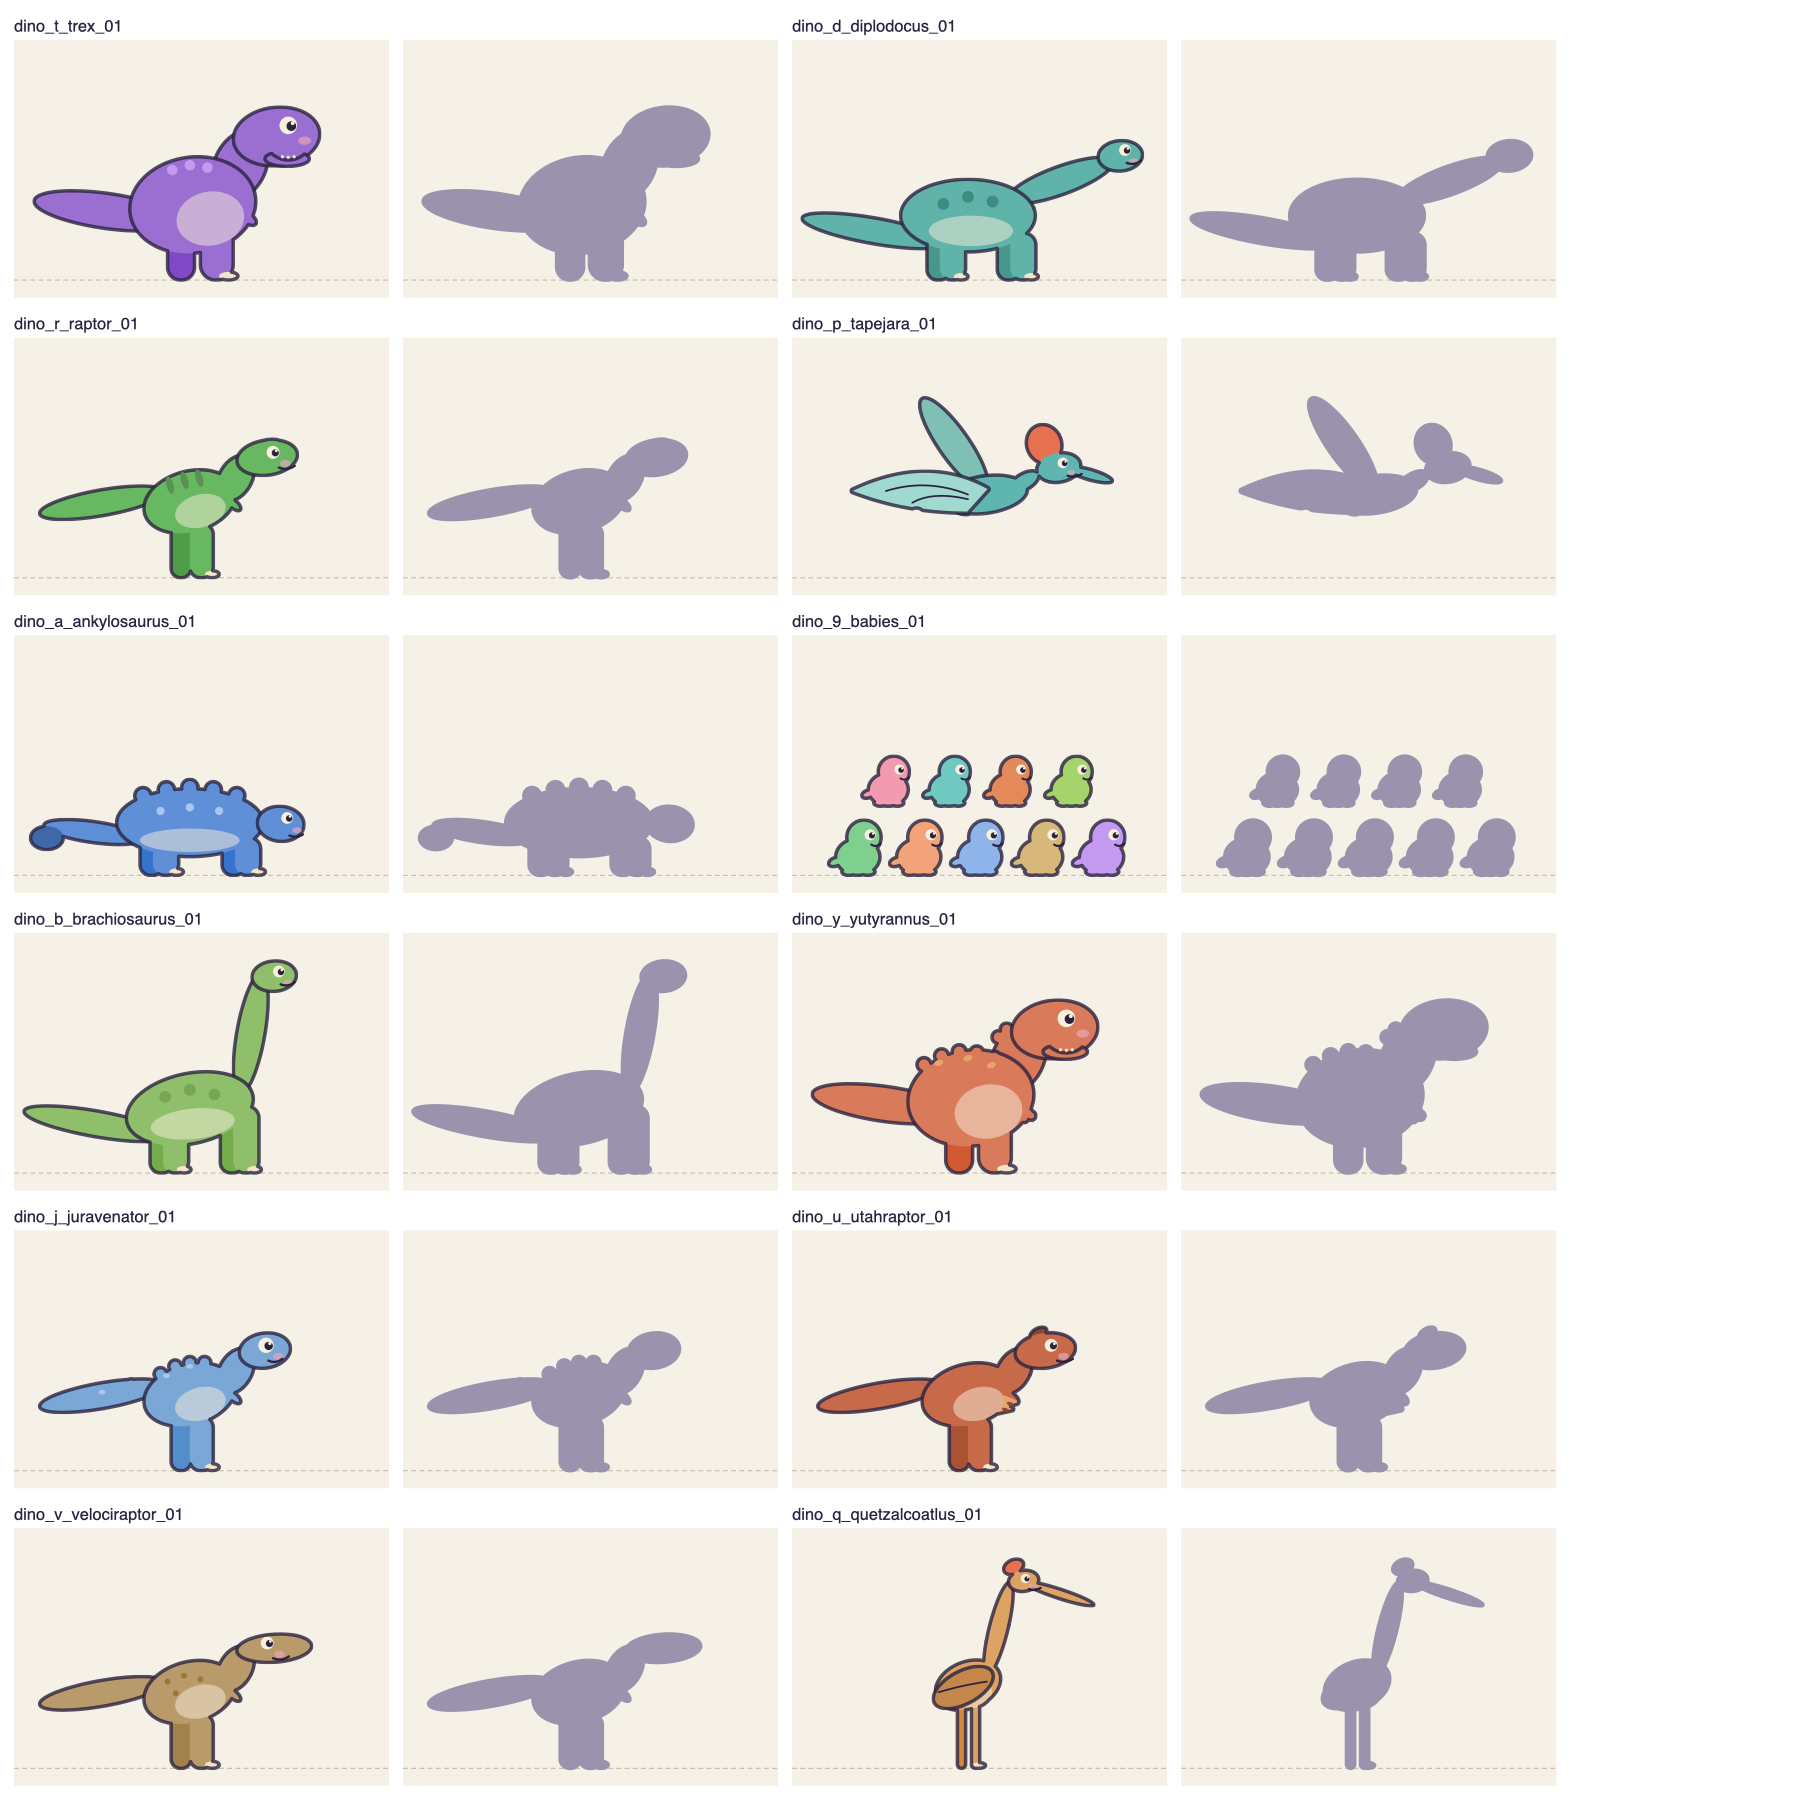 dino_t_trex_01
dino_d_diplodocus_01
dino_r_raptor_01
dino_p_tapejara_01
dino_a_ankylosaurus_01
dino_9_babies_01
dino_b_brachiosaurus_01
dino_y_yutyrannus_01
dino_j_juravenator_01
dino_u_utahraptor_01
dino_v_velociraptor_01
dino_q_quetzalcoatlus_01